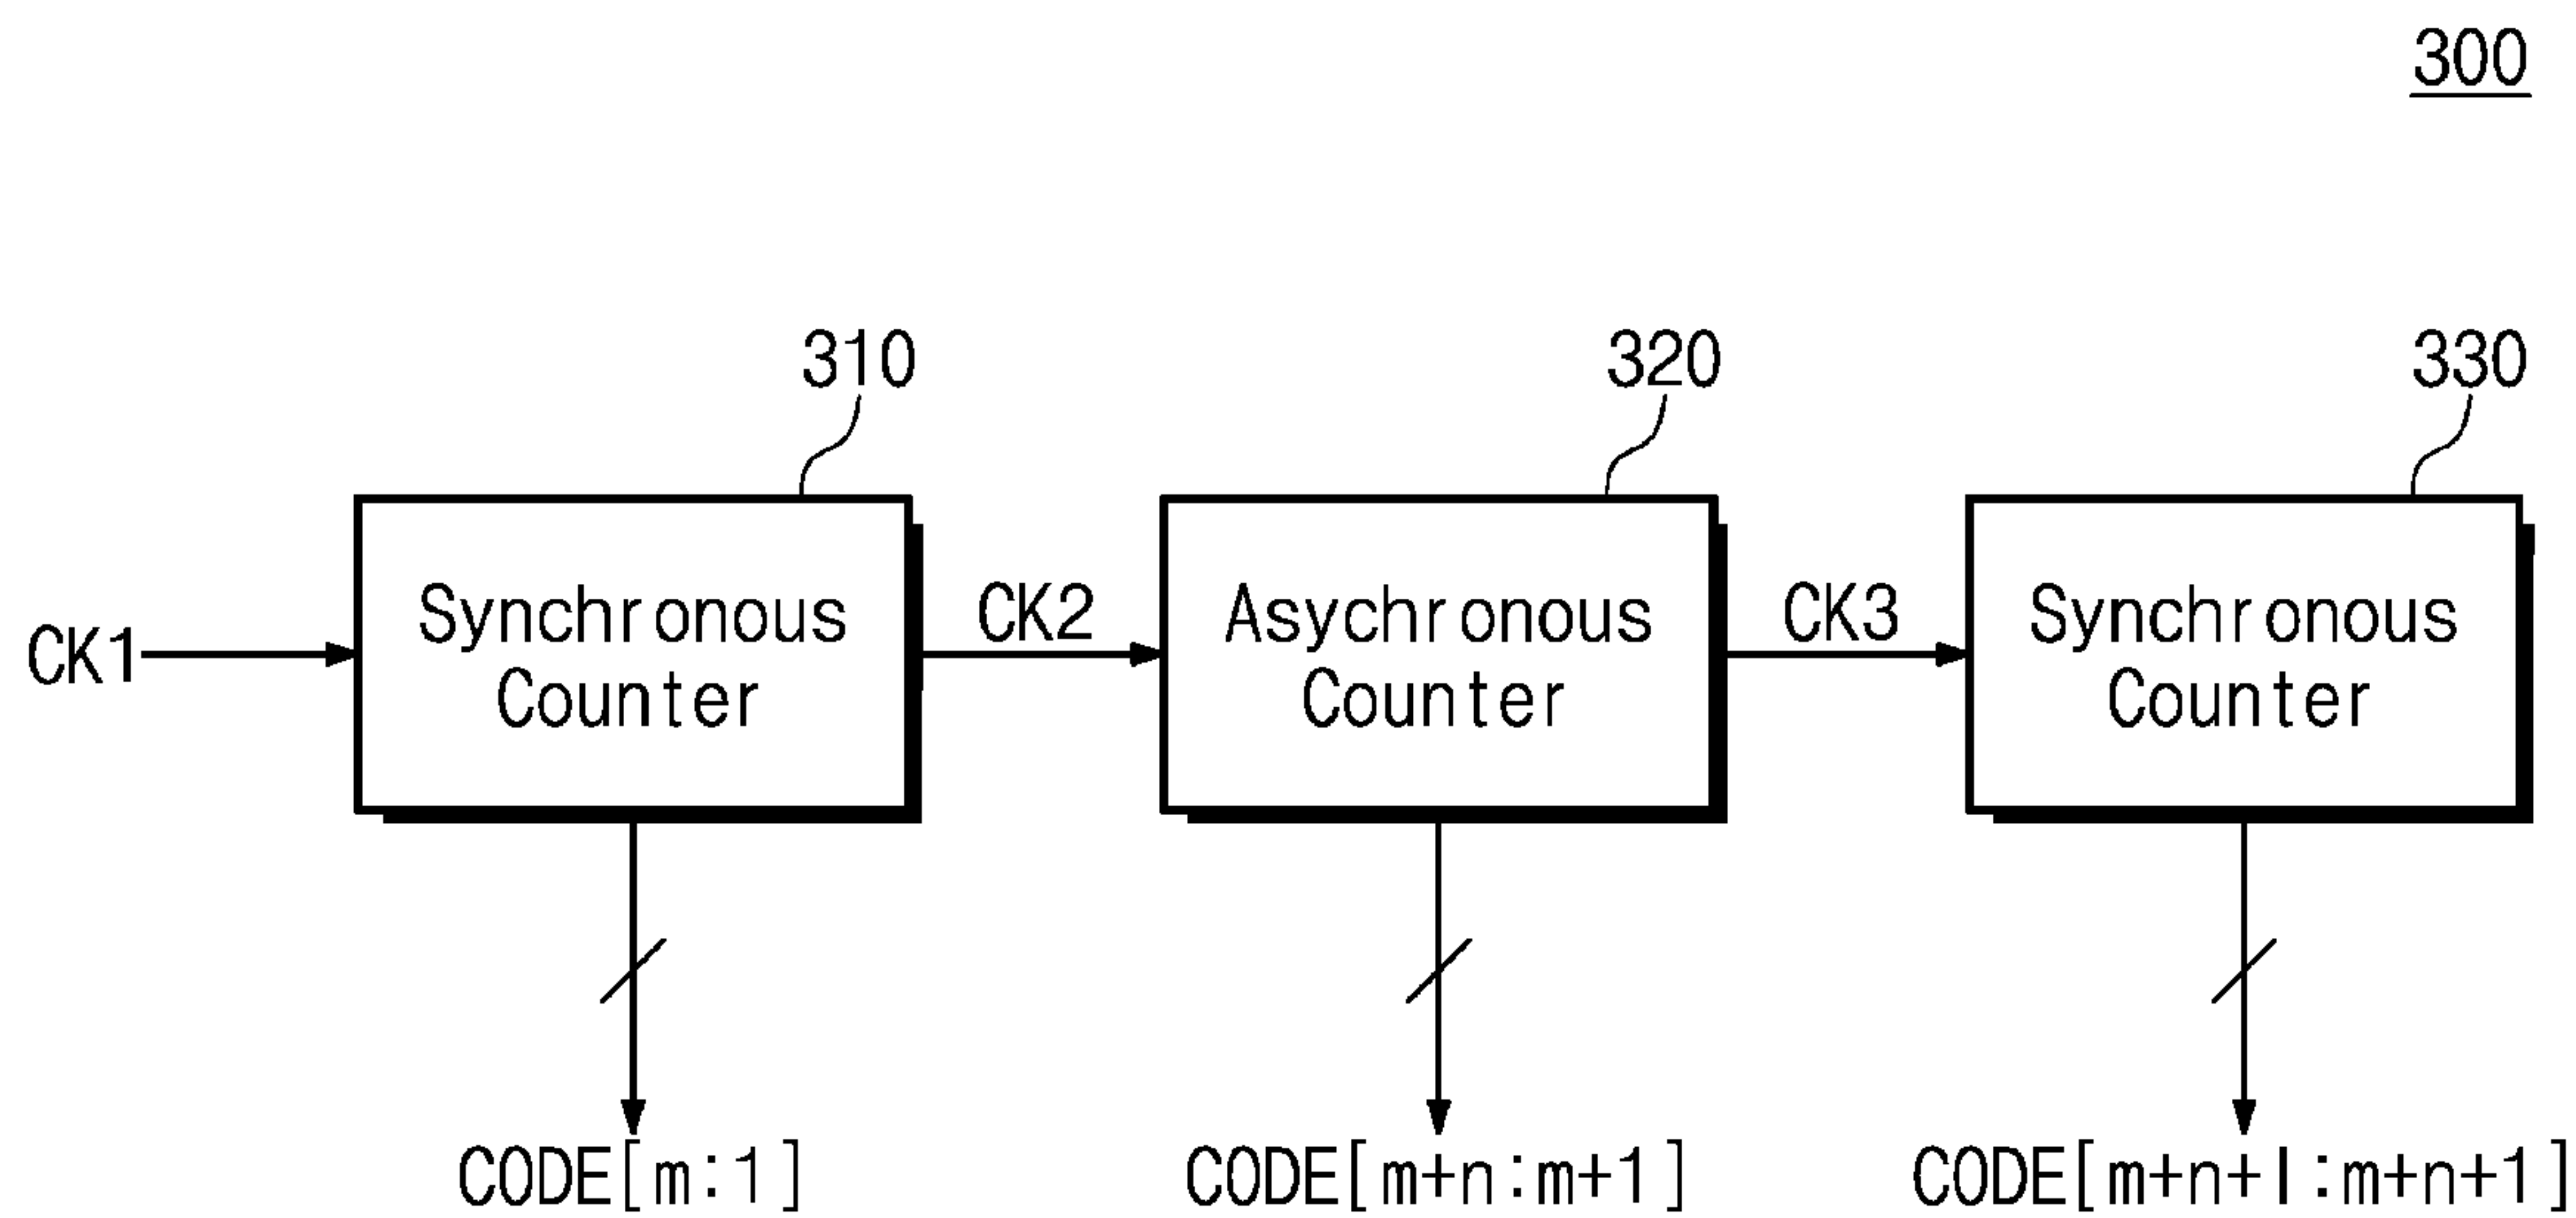 300
310
320
330
CK1
Synchronous
Counter
CK2
Asychronous
Counter
CK3
Synchronous
Counter
CODE[m:1]
CODE[m+n:m+1]
CODE[m+n+l:m+n+1]